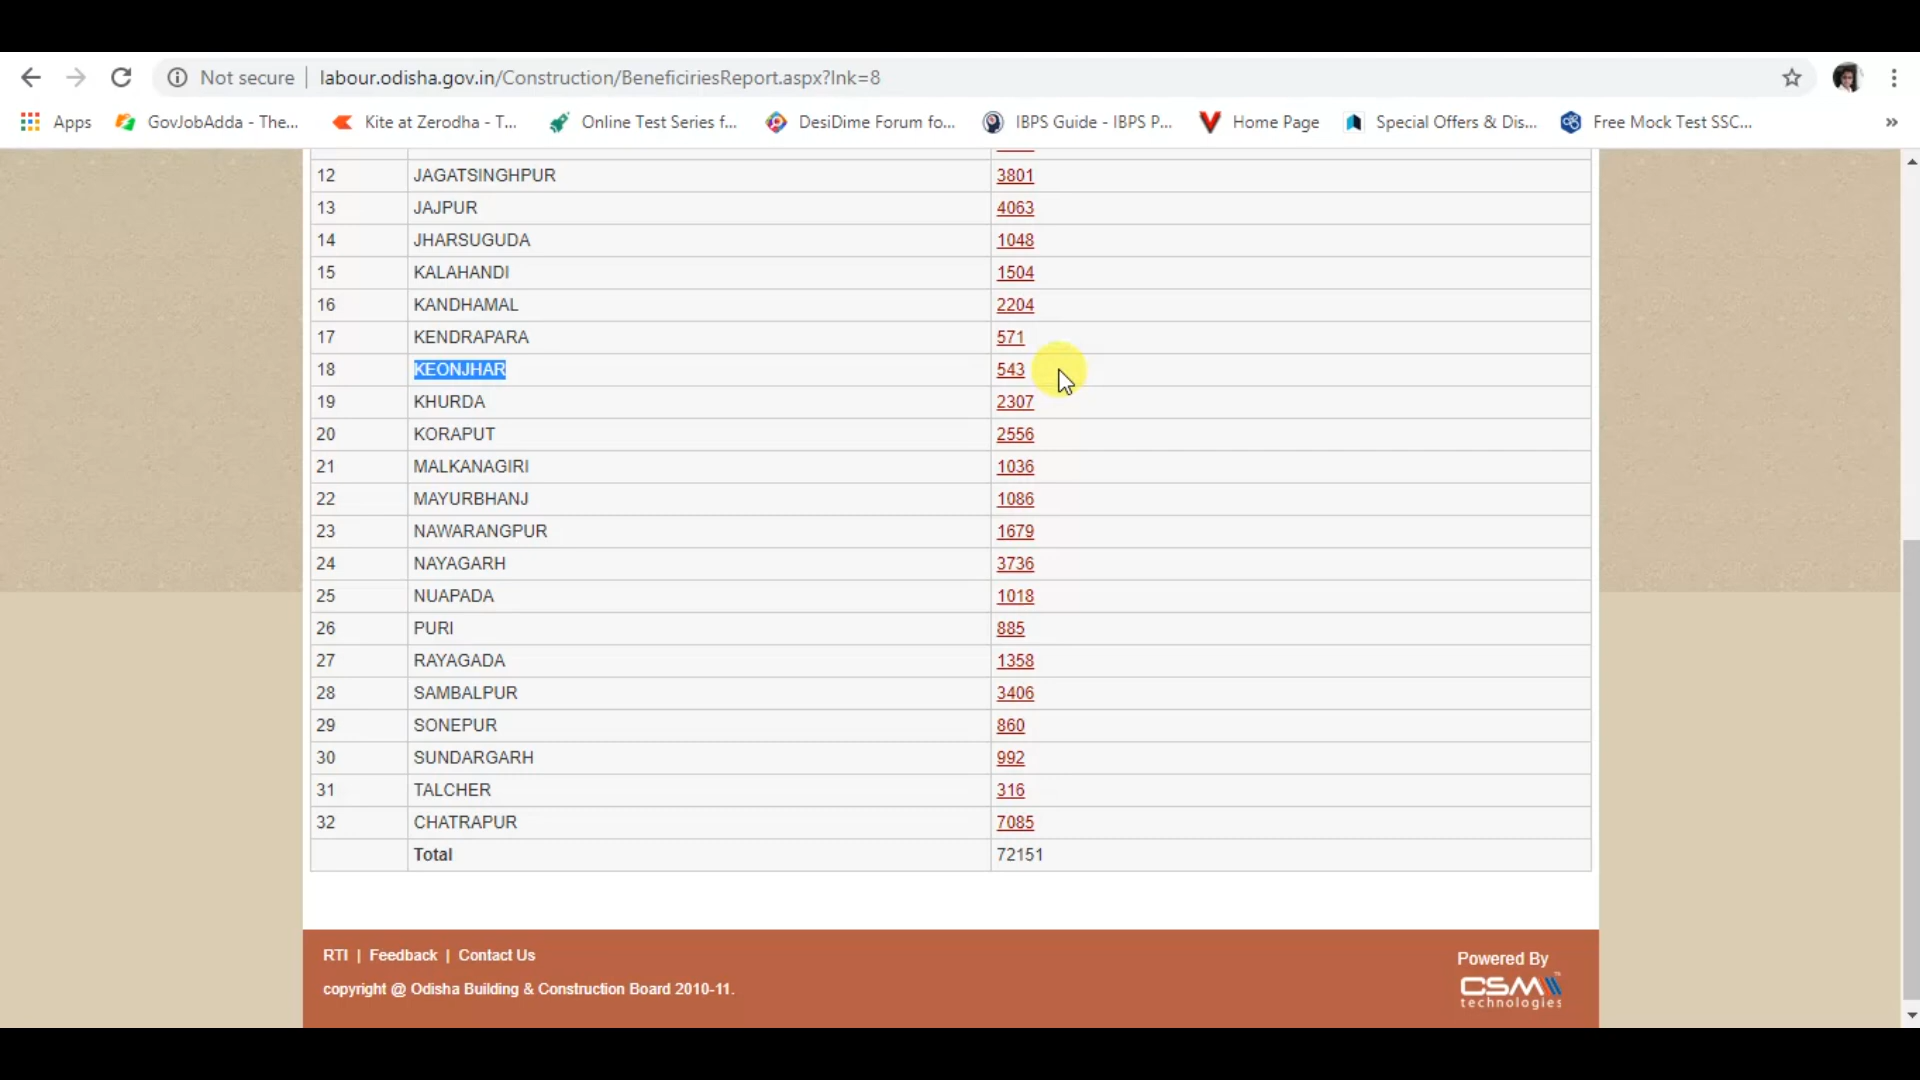 Not secure | labour.odisha.gov.in/Construction/BeneficiriesReport.aspx?lnk=8
Apps GovJobAdda - The... Kite at Zerodha - T... Online Test Series f... DesiDime Forum fo... IBPS Guide - IBPS P... Home Page Special Offers & Dis... Free Mock Test SSC... »
12 JAGATSINGHPUR 3801
13 JAJPUR 4063
14 JHARSUGUDA 1048
15 KALAHANDI 1504
16 KANDHAMAL 2204
17 KENDRAPARA 571
18 KEONJHAR 543
19 KHURDA 2307
20 KORAPUT 2556
21 MALKANAGIRI 1036
22 MAYURBHANJ 1086
23 NAWARANGPUR 1679
24 NAYAGARH 3736
25 NUAPADA 1018
26 PURI 885
27 RAYAGADA 1358
28 SAMBALPUR 3406
29 SONEPUR 860
30 SUNDARGARH 992
31 TALCHER 316
32 CHATRAPUR 7085
Total 72151
RTI | Feedback | Contact Us
copyright @ Odisha Building & Construction Board 2010-11.
Powered By
CSM
technologies